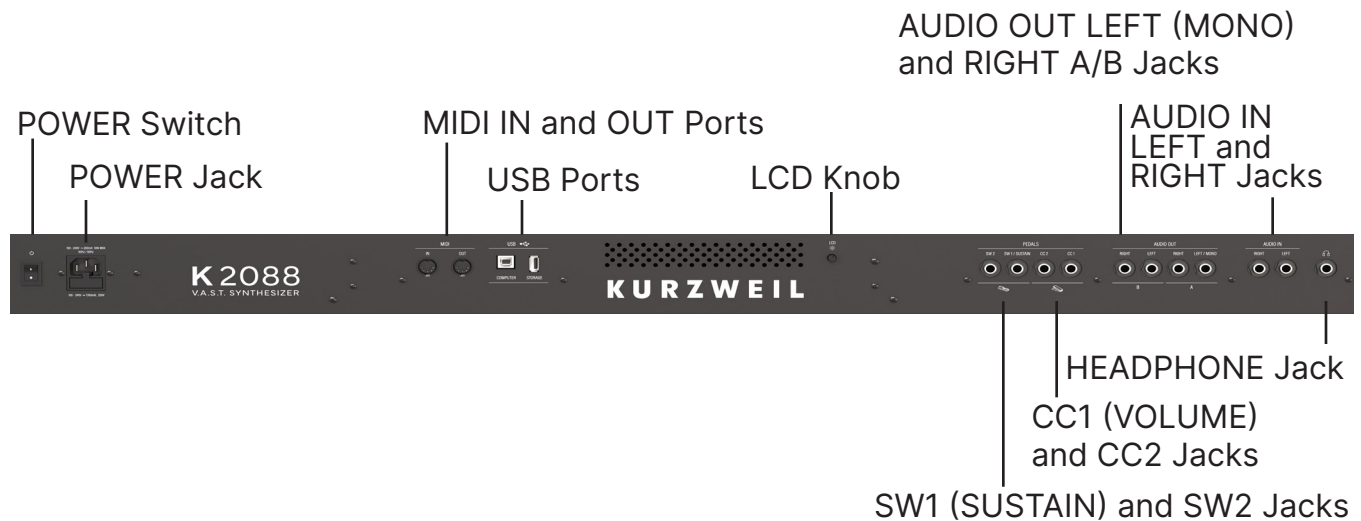 AUDIO OUT LEFT (MONO)
and RIGHT A/B Jacks
POWER Switch
MIDI IN and OUT Ports
AUDIO IN
LEFT and
RIGHT Jacks
POWER Jack
USB Ports
LCD Knob
MIDI
USB
LCD
PEDALS
AUDIO OUT
AUDIO IN
IN
OUT
SW 2
SW 1 / SUSTAIN
CC 2
CC 1
RIGHT
LEFT
RIGHT
LEFT / MONO
RIGHT
LEFT
COMPUTER
STORAGE
K2088
V.A.S.T. SYNTHESIZER
KURZWEIL
B
A
HEADPHONE Jack
CC1 (VOLUME)
and CC2 Jacks
SW1 (SUSTAIN) and SW2 Jacks